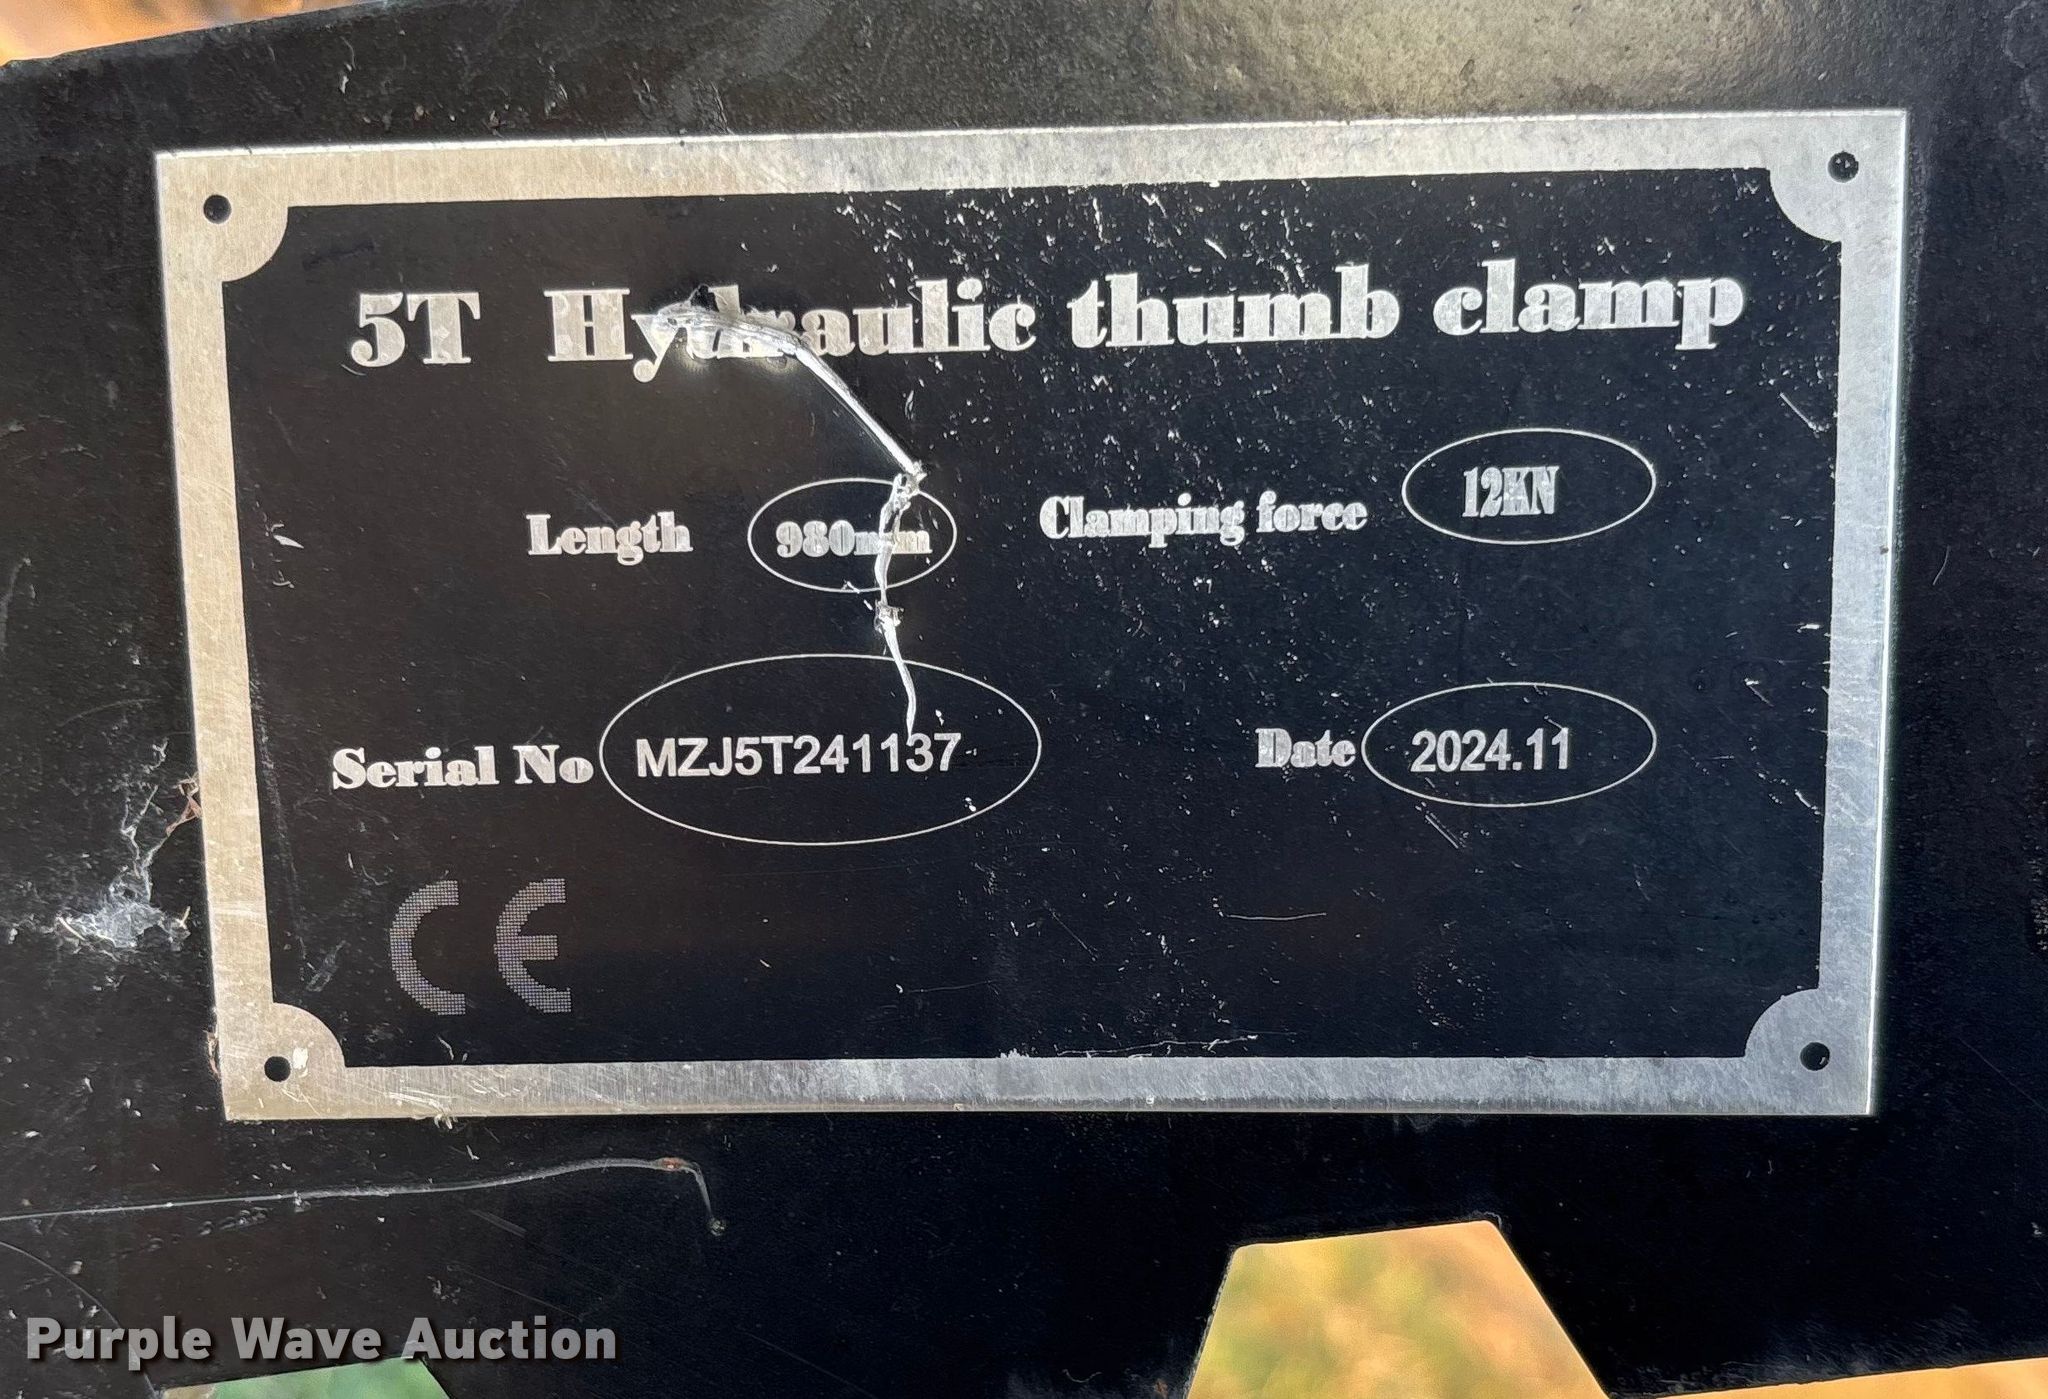 5T Hydraulic thumb clamp
Length 980mm Clamping force 12KN
Serial No MZJ5T241137 Date 2024.11
CE
Purple Wave Auction